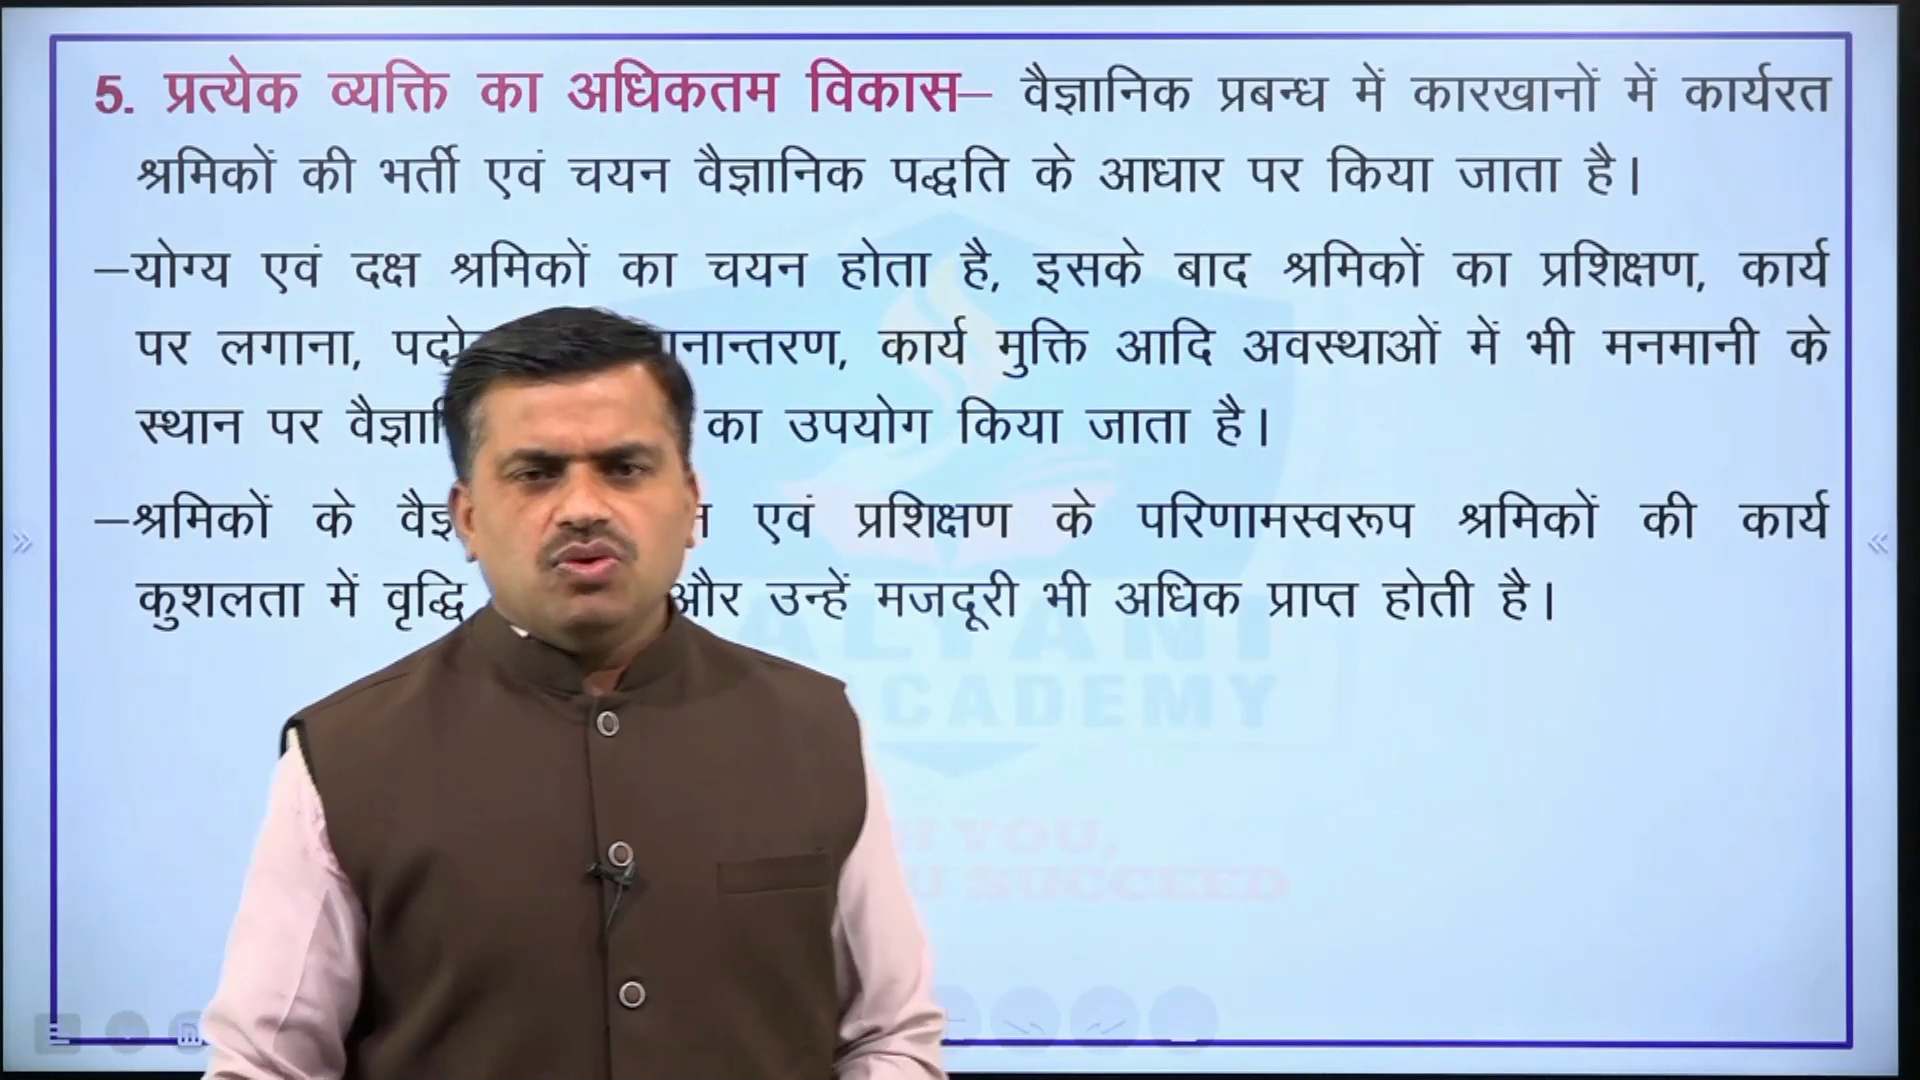 5. प्रत्येक व्यक्ति का अधिकतम विकास– वैज्ञानिक प्रबन्ध में कारखानों में कार्यरत
श्रमिकों की भर्ती एवं चयन वैज्ञानिक पद्धति के आधार पर किया जाता है।
–योग्य एवं दक्ष श्रमिकों का चयन होता है, इसके बाद श्रमिकों का प्रशिक्षण, कार्य
पर लगाना, कार्य मुक्ति आदि अवस्थाओं में भी मनमानी के
स्थान पर का उपयोग किया जाता है।
–श्रमिकों के एवं प्रशिक्षण के परिणामस्वरूप श्रमिकों की कार्य
कुशलता में वृद्धि और उन्हें मजदूरी भी अधिक प्राप्त होती है।
YOU,
SUCCEED